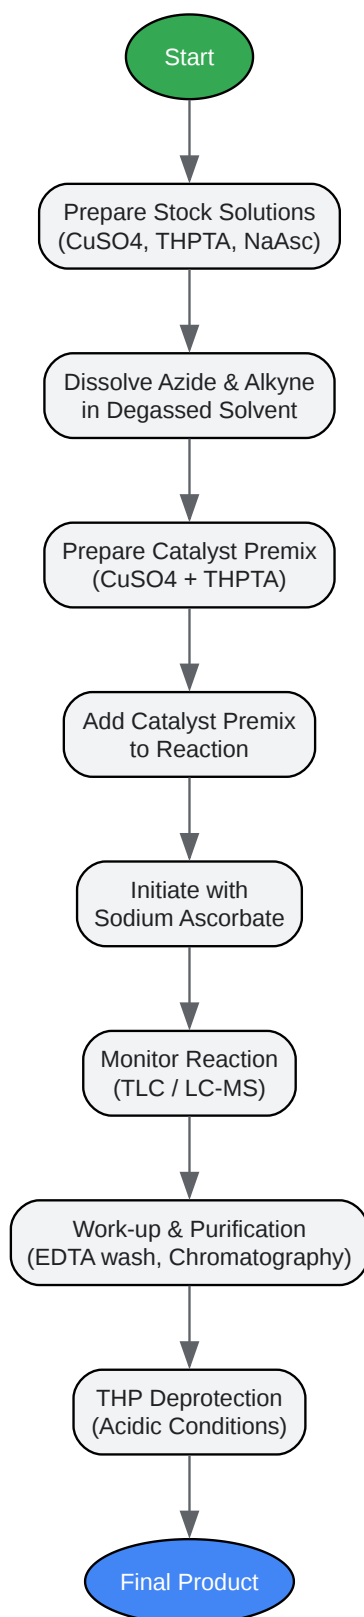 Start
Prepare Stock Solutions
(CuSO4, THPTA, NaAsc)
Dissolve Azide & Alkyne
in Degassed Solvent
Prepare Catalyst Premix
(CuSO4 + THPTA)
Add Catalyst Premix
to Reaction
Initiate with
Sodium Ascorbate
Monitor Reaction
(TLC / LC-MS)
Work-up & Purification
(EDTA wash, Chromatography)
THP Deprotection
(Acidic Conditions)
Final Product